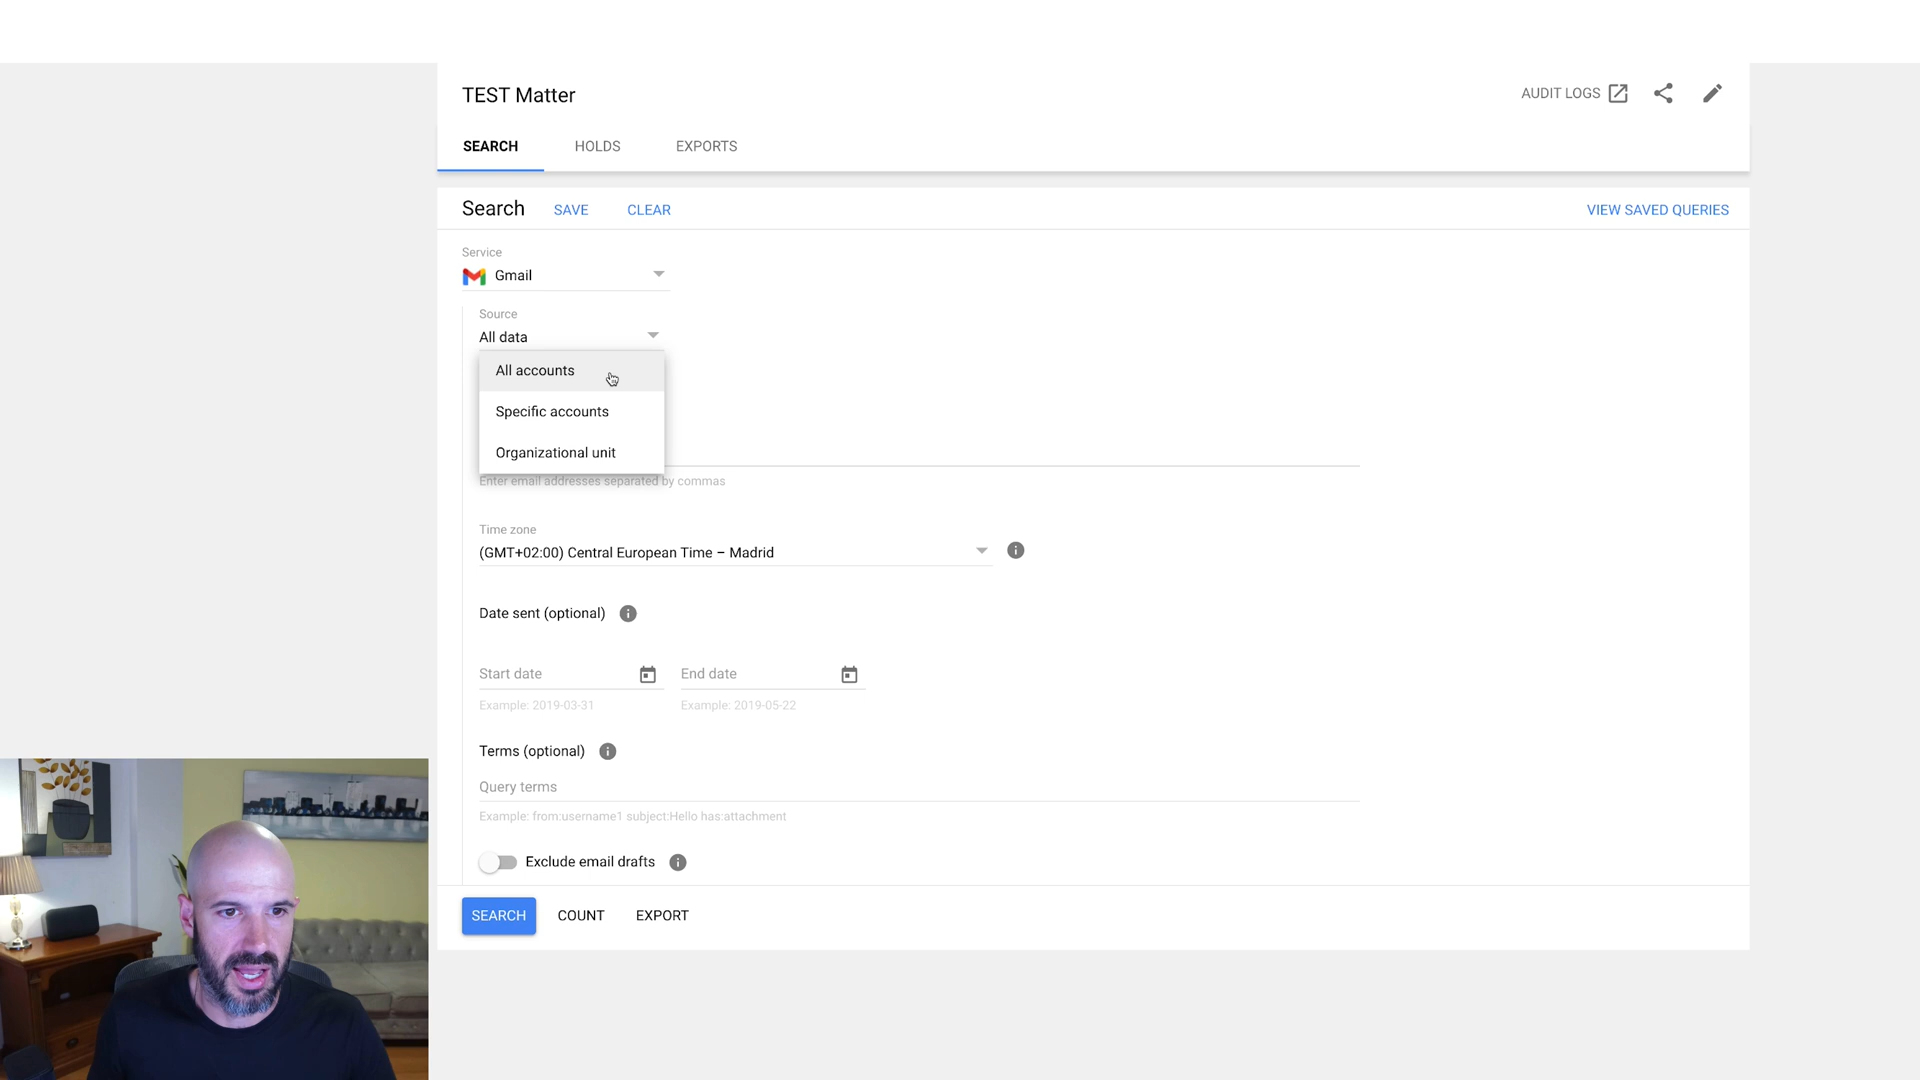 TEST Matter
AUDIT LOGS
SEARCH
HOLDS
EXPORTS
Search
SAVE
CLEAR
VIEW SAVED QUERIES
Service
Gmail
Source
All data
All accounts
Specific accounts
Organizational unit
Enter email addresses separated by commas
Time zone
(GMT+02:00) Central European Time – Madrid
Date sent (optional)
Start date
End date
Example: 2019-03-31
Example: 2019-05-22
Terms (optional)
Query terms
Example: from:username1 subject:Hello has:attachment
Exclude email drafts
SEARCH
COUNT
EXPORT